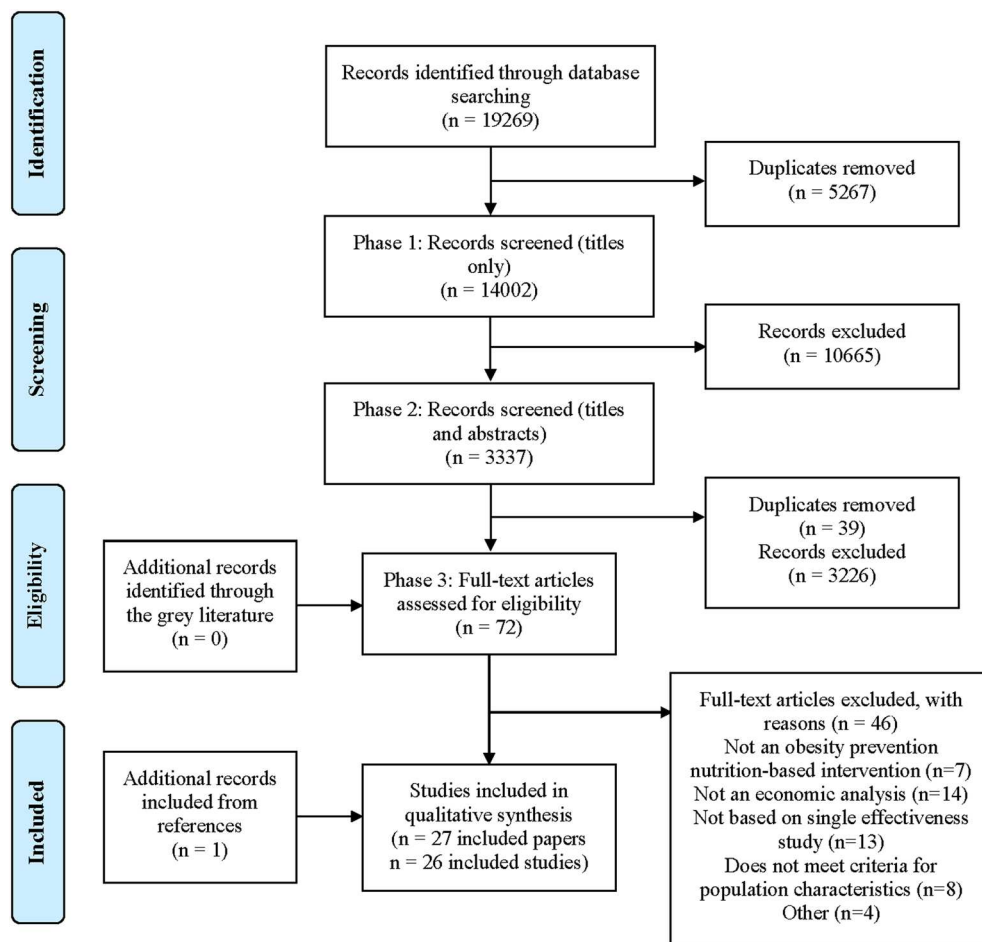 Identification
Records identified through database
searching
(n = 19269)
Duplicates removed
(n = 5267)
Screening
Phase 1: Records screened (titles
only)
(n = 14002)
Records excluded
(n = 10665)
Phase 2: Records screened (titles
and abstracts)
(n = 3337)
Eligibility
Duplicates removed
(n = 39)
Records excluded
(n = 3226)
Additional records
identified through
the grey literature
(n = 0)
Phase 3: Full-text articles
assessed for eligibility
(n = 72)
Full-text articles excluded, with
reasons (n = 46)
Not an obesity prevention
nutrition-based intervention (n=7)
Not an economic analysis (n=14)
Not based on single effectiveness
study (n=13)
Does not meet criteria for
population characteristics (n=8)
Other (n=4)
Included
Additional records
included from
references
(n = 1)
Studies included in
qualitative synthesis
(n = 27 included papers
n = 26 included studies)